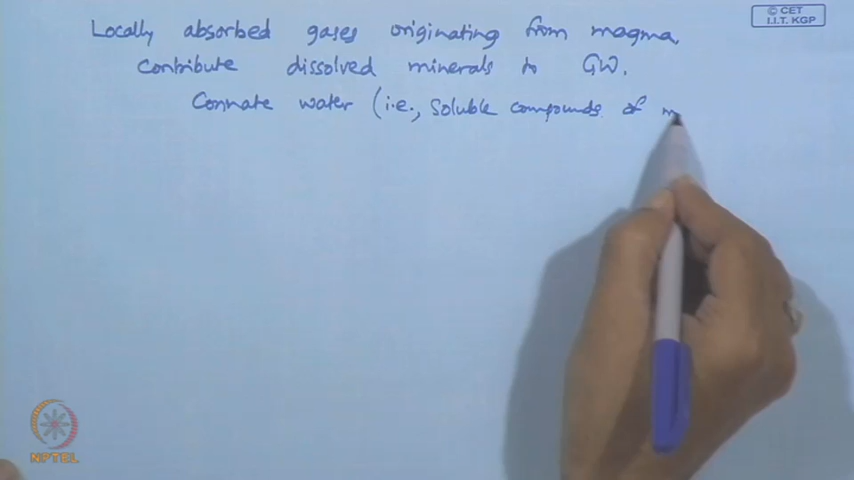 © CET
I.I.T. KGP
Locally absorbed gases originating from magma,
contribute dissolved minerals to GW.
Connate water (i.e., soluble compounds of m
NPTEL